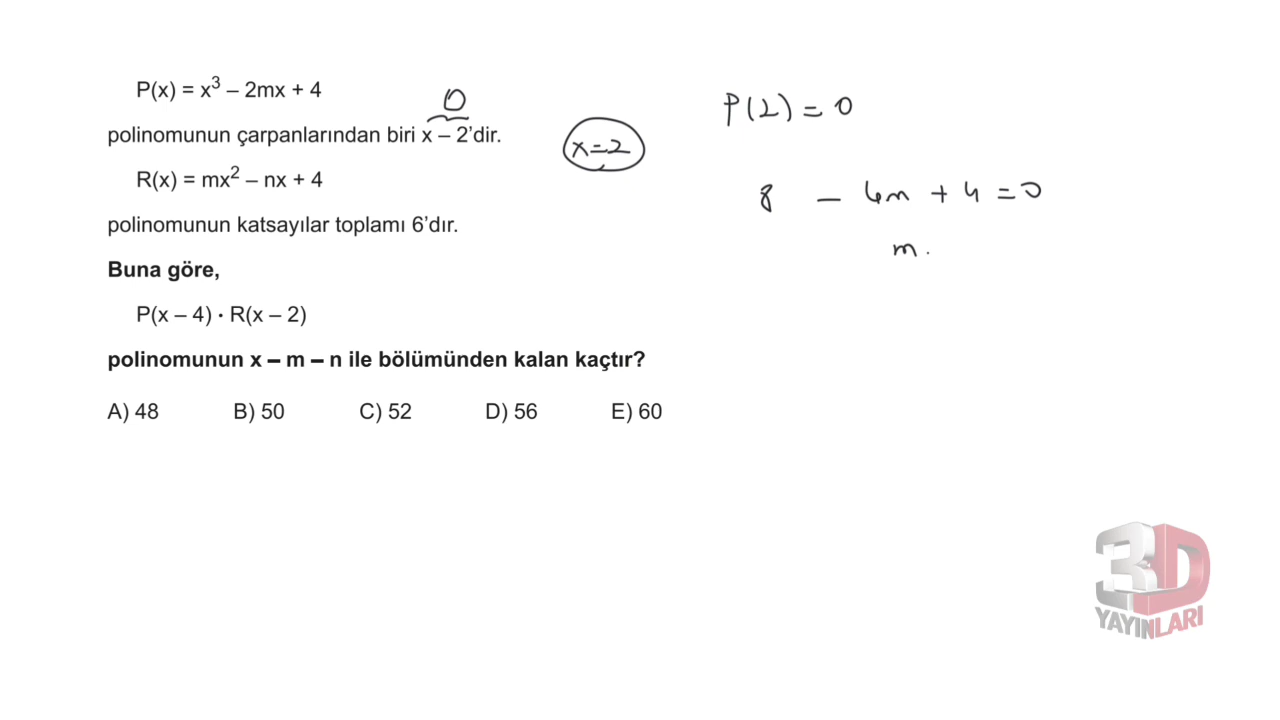 P(x) = x³ – 2mx + 4
0
polinomunun çarpanlarından biri x – 2'dir.
x=2
R(x) = mx² – nx + 4
polinomunun katsayılar toplamı 6'dır.
Buna göre,
P(x – 4) · R(x – 2)
polinomunun x – m – n ile bölümünden kalan kaçtır?
A) 48 B) 50 C) 52 D) 56 E) 60
P(2) = 0
8 – 4m + 4 = 0
m.
3D
YAYINLARI